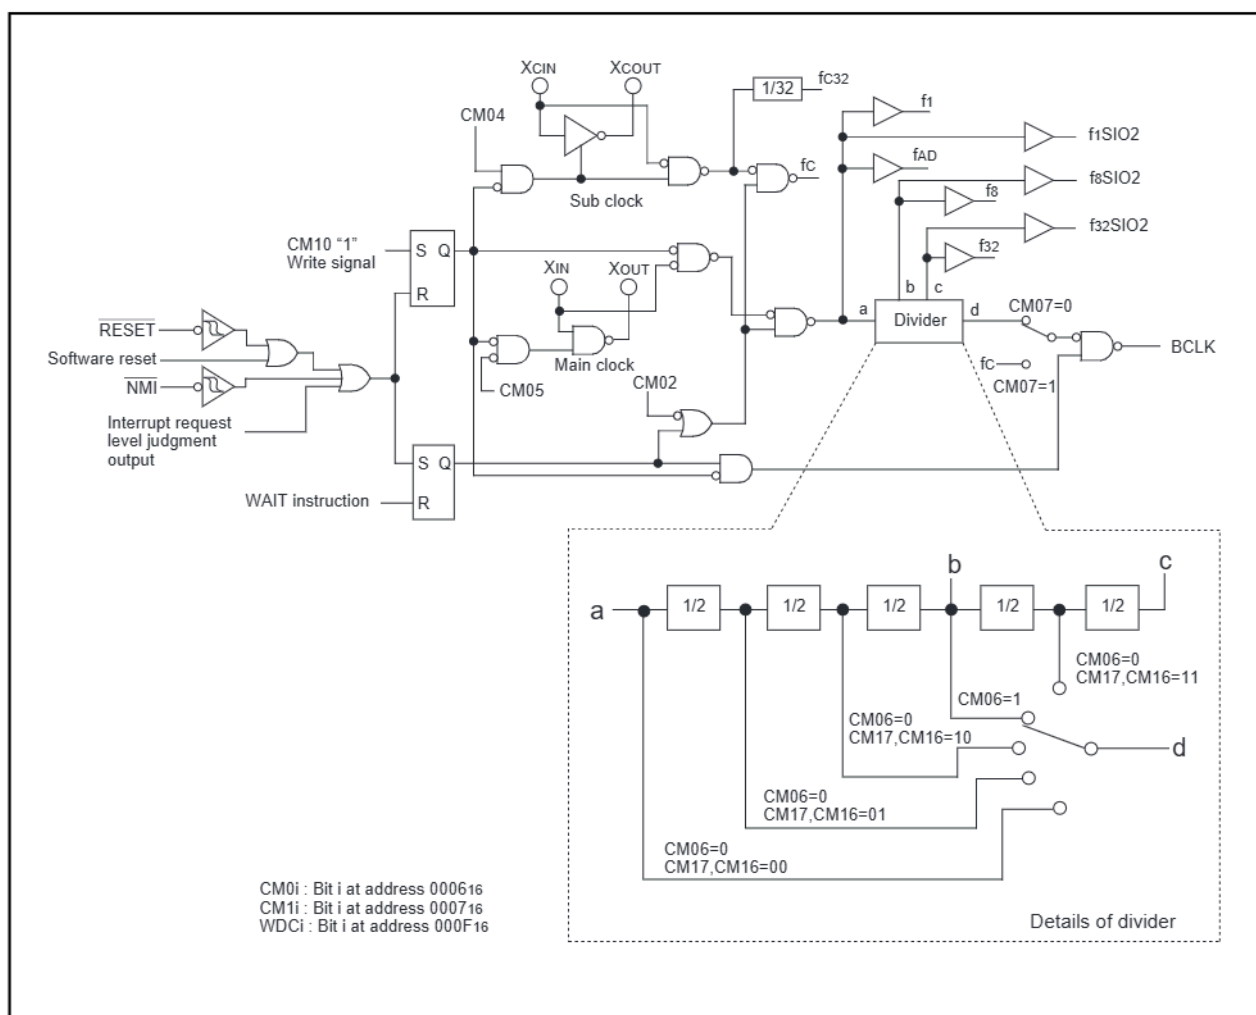 XCIN XCOUT
1/32
fC32
f1
CM04
f1SIO2
fAD
fC
f8SIO2
Sub clock
f8
f32SIO2
CM10 “1”
Write signal
S Q
R
f32
XIN XOUT
b c
CM07=0
RESET
a
Divider
d
Software reset
Main clock
BCLK
NMI
CM05
CM02
fC
CM07=1
Interrupt request
level judgment
output
S Q
R
WAIT instruction
b
c
a
1/2
1/2
1/2
1/2
1/2
CM06=0
CM17,CM16=11
CM06=1
CM06=0
CM17,CM16=10
d
CM06=0
CM17,CM16=01
CM06=0
CM17,CM16=00
CM0i : Bit i at address 000616
CM1i : Bit i at address 000716
WDCi : Bit i at address 000F16
Details of divider